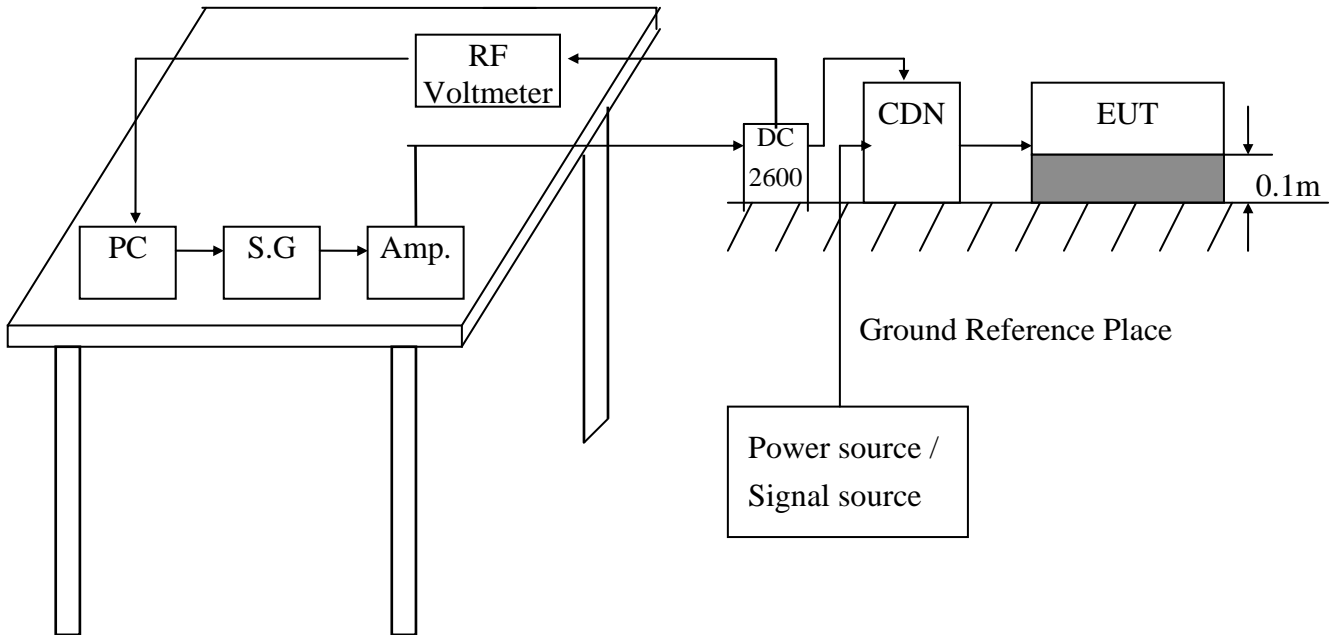 RF
Voltmeter
DC
2600
CDN
EUT
0.1m
PC
S.G
Amp.
Ground Reference Place
Power source /
Signal source